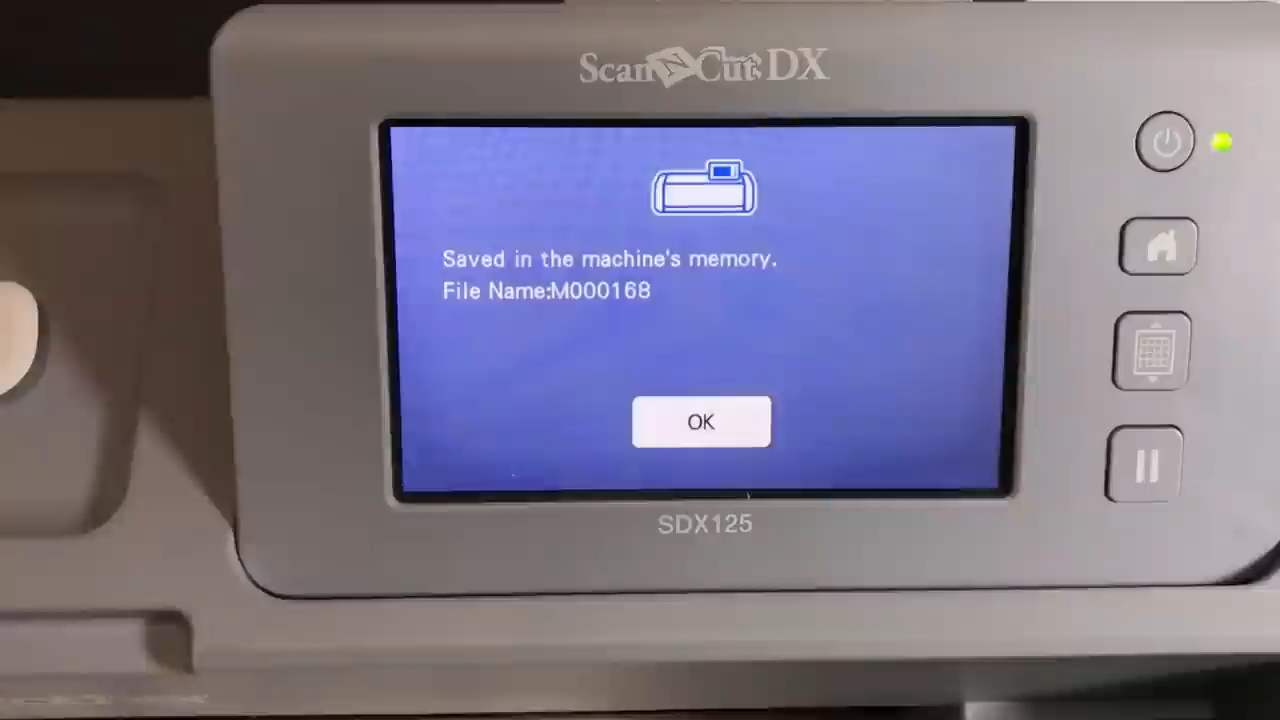 ScanNCut DX
Saved in the machine's memory.
File Name:M000168
OK
SDX125